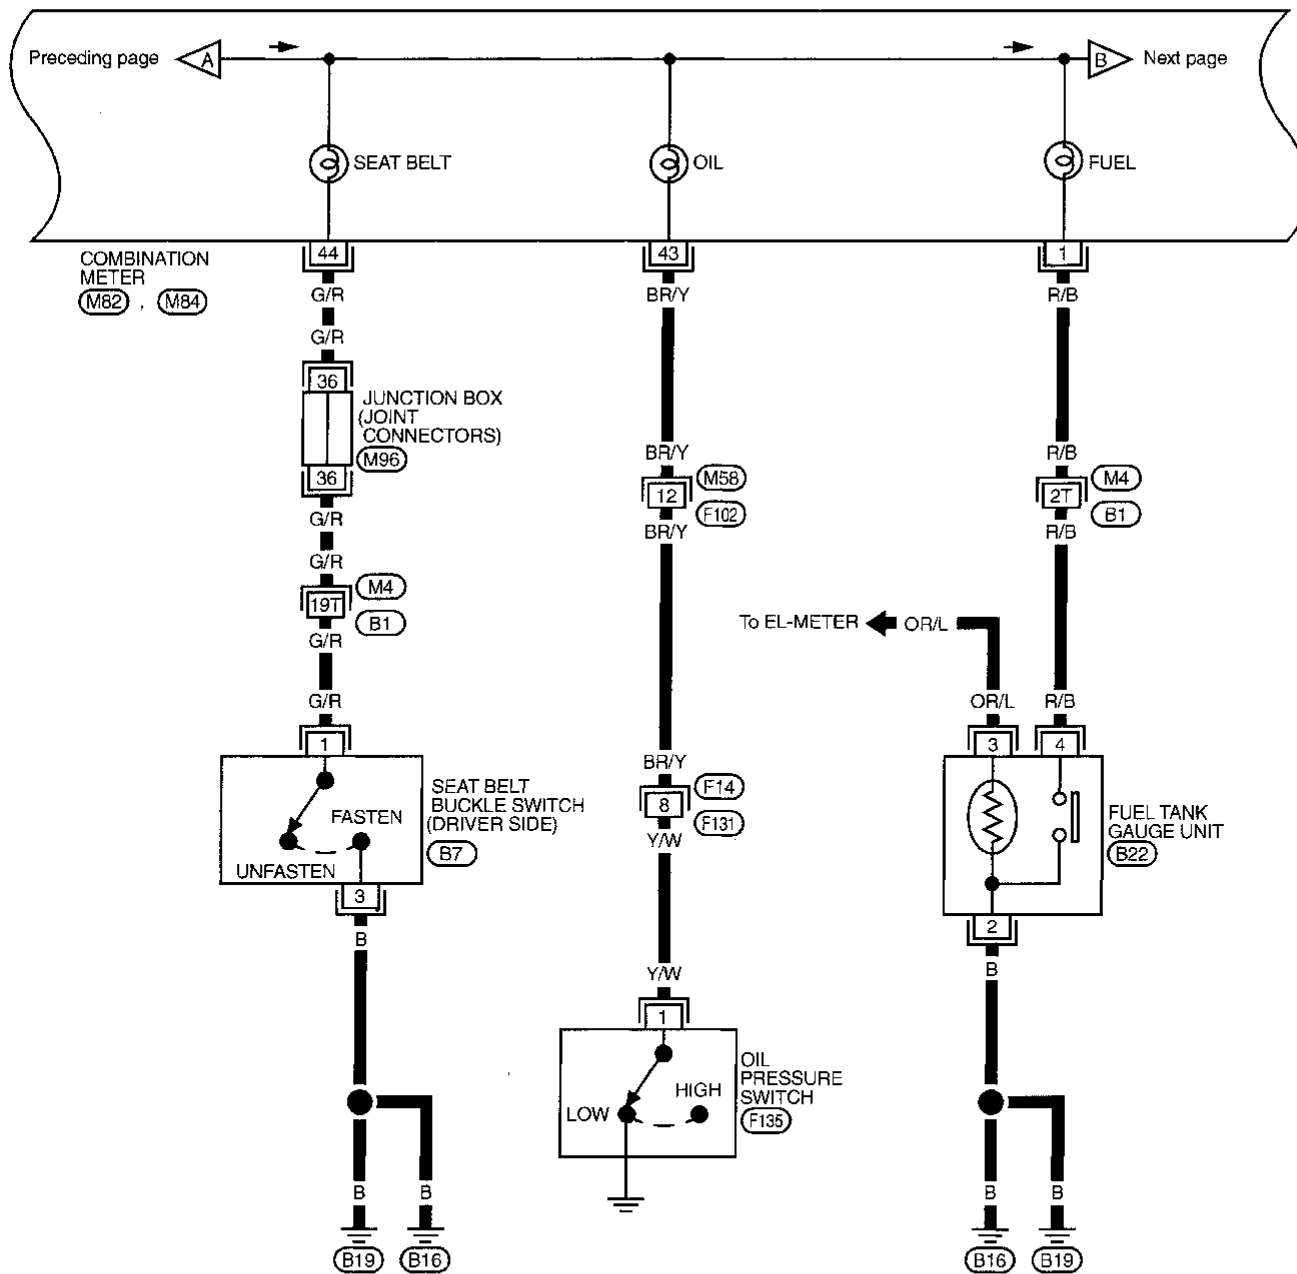 Preceding page
A
B
Next page
SEAT BELT
OIL
FUEL
44
43
1
COMBINATION
METER
M82 , M84
G/R
BR/Y
R/B
G/R
36
JUNCTION BOX
(JOINT
CONNECTORS)
M96
36
G/R
G/R
19T
M4
B1
G/R
G/R
1
SEAT BELT
BUCKLE SWITCH
(DRIVER SIDE)
B7
FASTEN
UNFASTEN
3
B
B
B
B19
B16
BR/Y
12
M58
F102
BR/Y
BR/Y
8
F14
F131
Y/W
Y/W
1
OIL
PRESSURE
SWITCH
F135
HIGH
LOW
R/B
2T
M4
B1
R/B
To EL-METER
OR/L
OR/L
R/B
3
4
FUEL TANK
GAUGE UNIT
B22
2
B
B
B
B16
B19